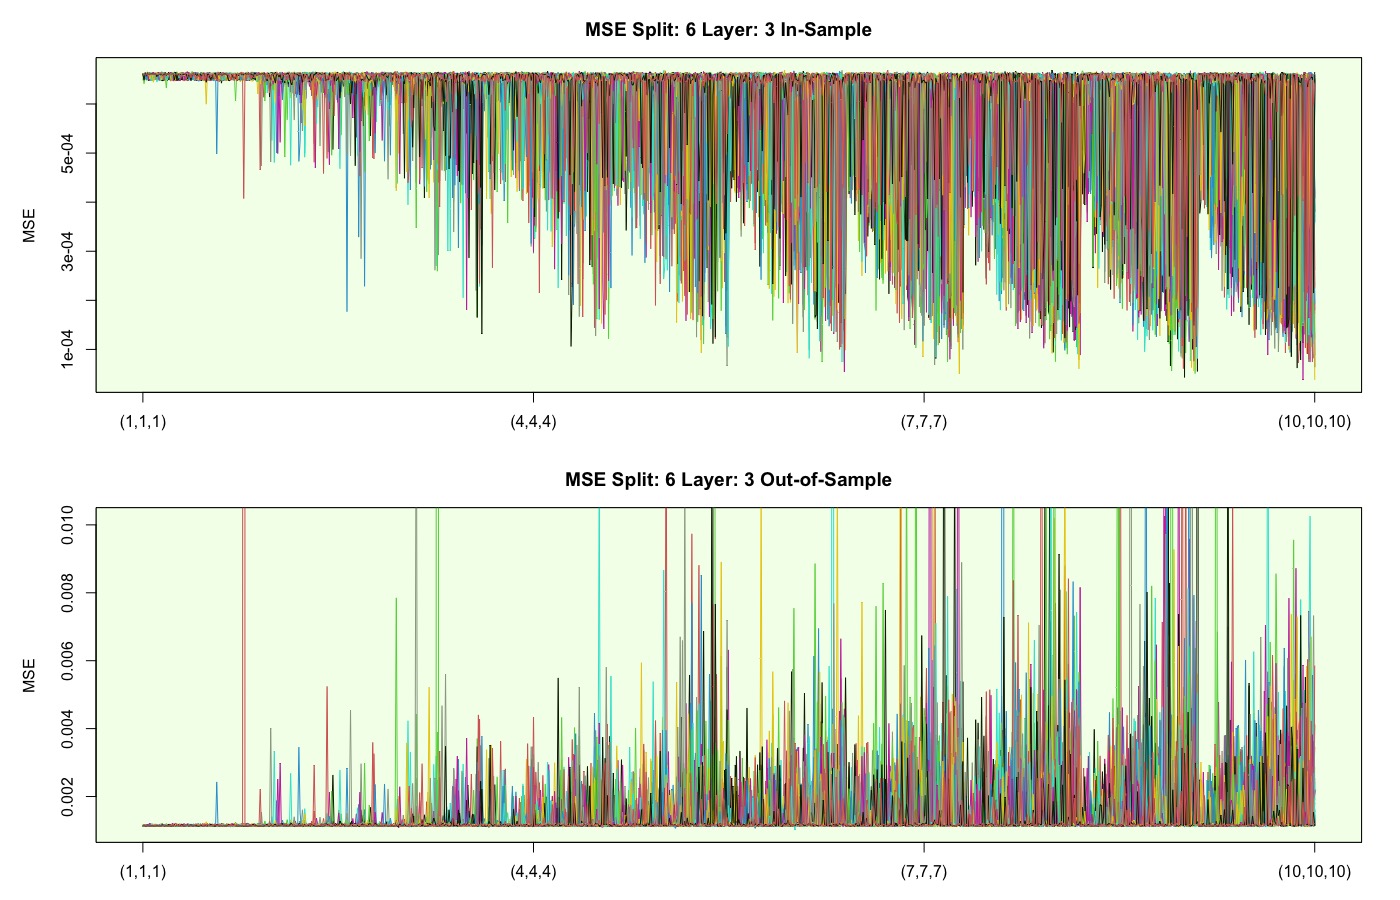 MSE Split: 6 Layer: 3 In-Sample
MSE
5e-04
3e-04
1e-04
(1,1,1) (4,4,4) (7,7,7) (10,10,10)
MSE Split: 6 Layer: 3 Out-of-Sample
MSE
0.010
0.008
0.006
0.004
0.002
(1,1,1) (4,4,4) (7,7,7) (10,10,10)